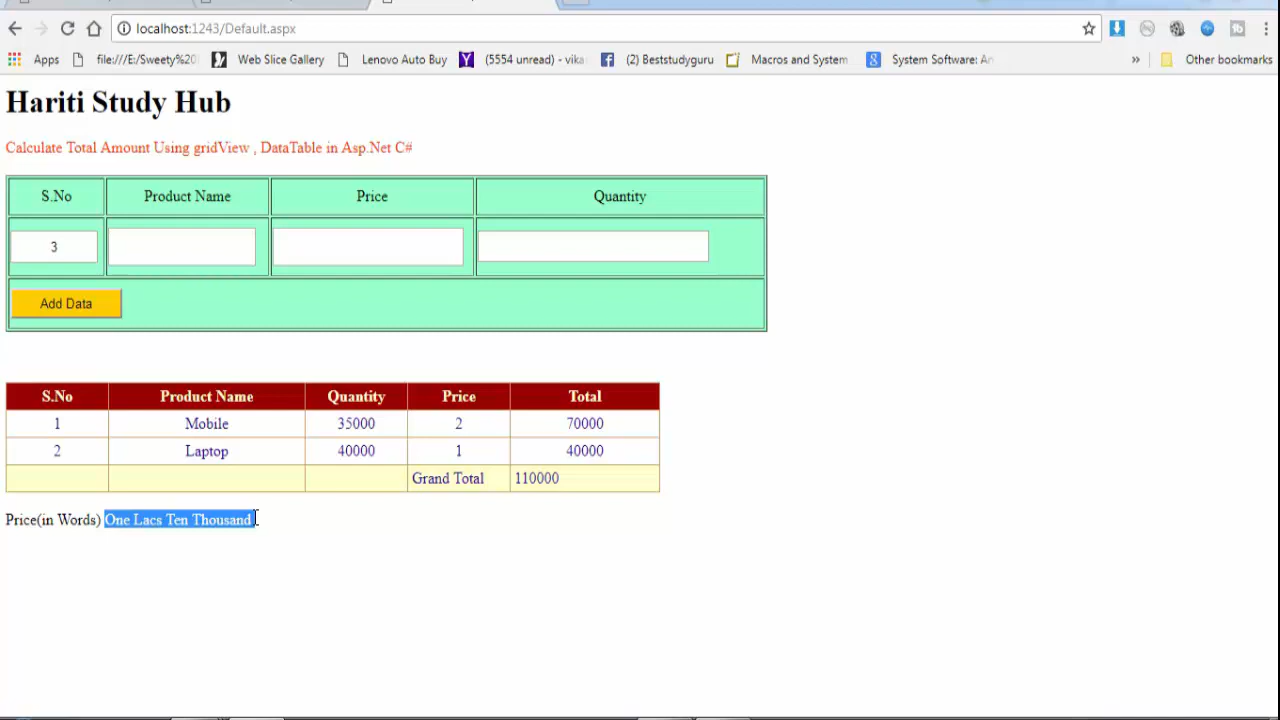 localhost:1243/Default.aspx
Apps file:///E:/Sweety%20 Web Slice Gallery Lenovo Auto Buy (5554 unread) - vika (2) Beststudyguru Macros and System System Software: An » Other bookmarks
Hariti Study Hub
Calculate Total Amount Using gridView , DataTable in Asp.Net C#
S.No Product Name Price Quantity
3
Add Data
S.No Product Name Quantity Price Total
1 Mobile 35000 2 70000
2 Laptop 40000 1 40000
Grand Total 110000
Price(in Words) One Lacs Ten Thousand